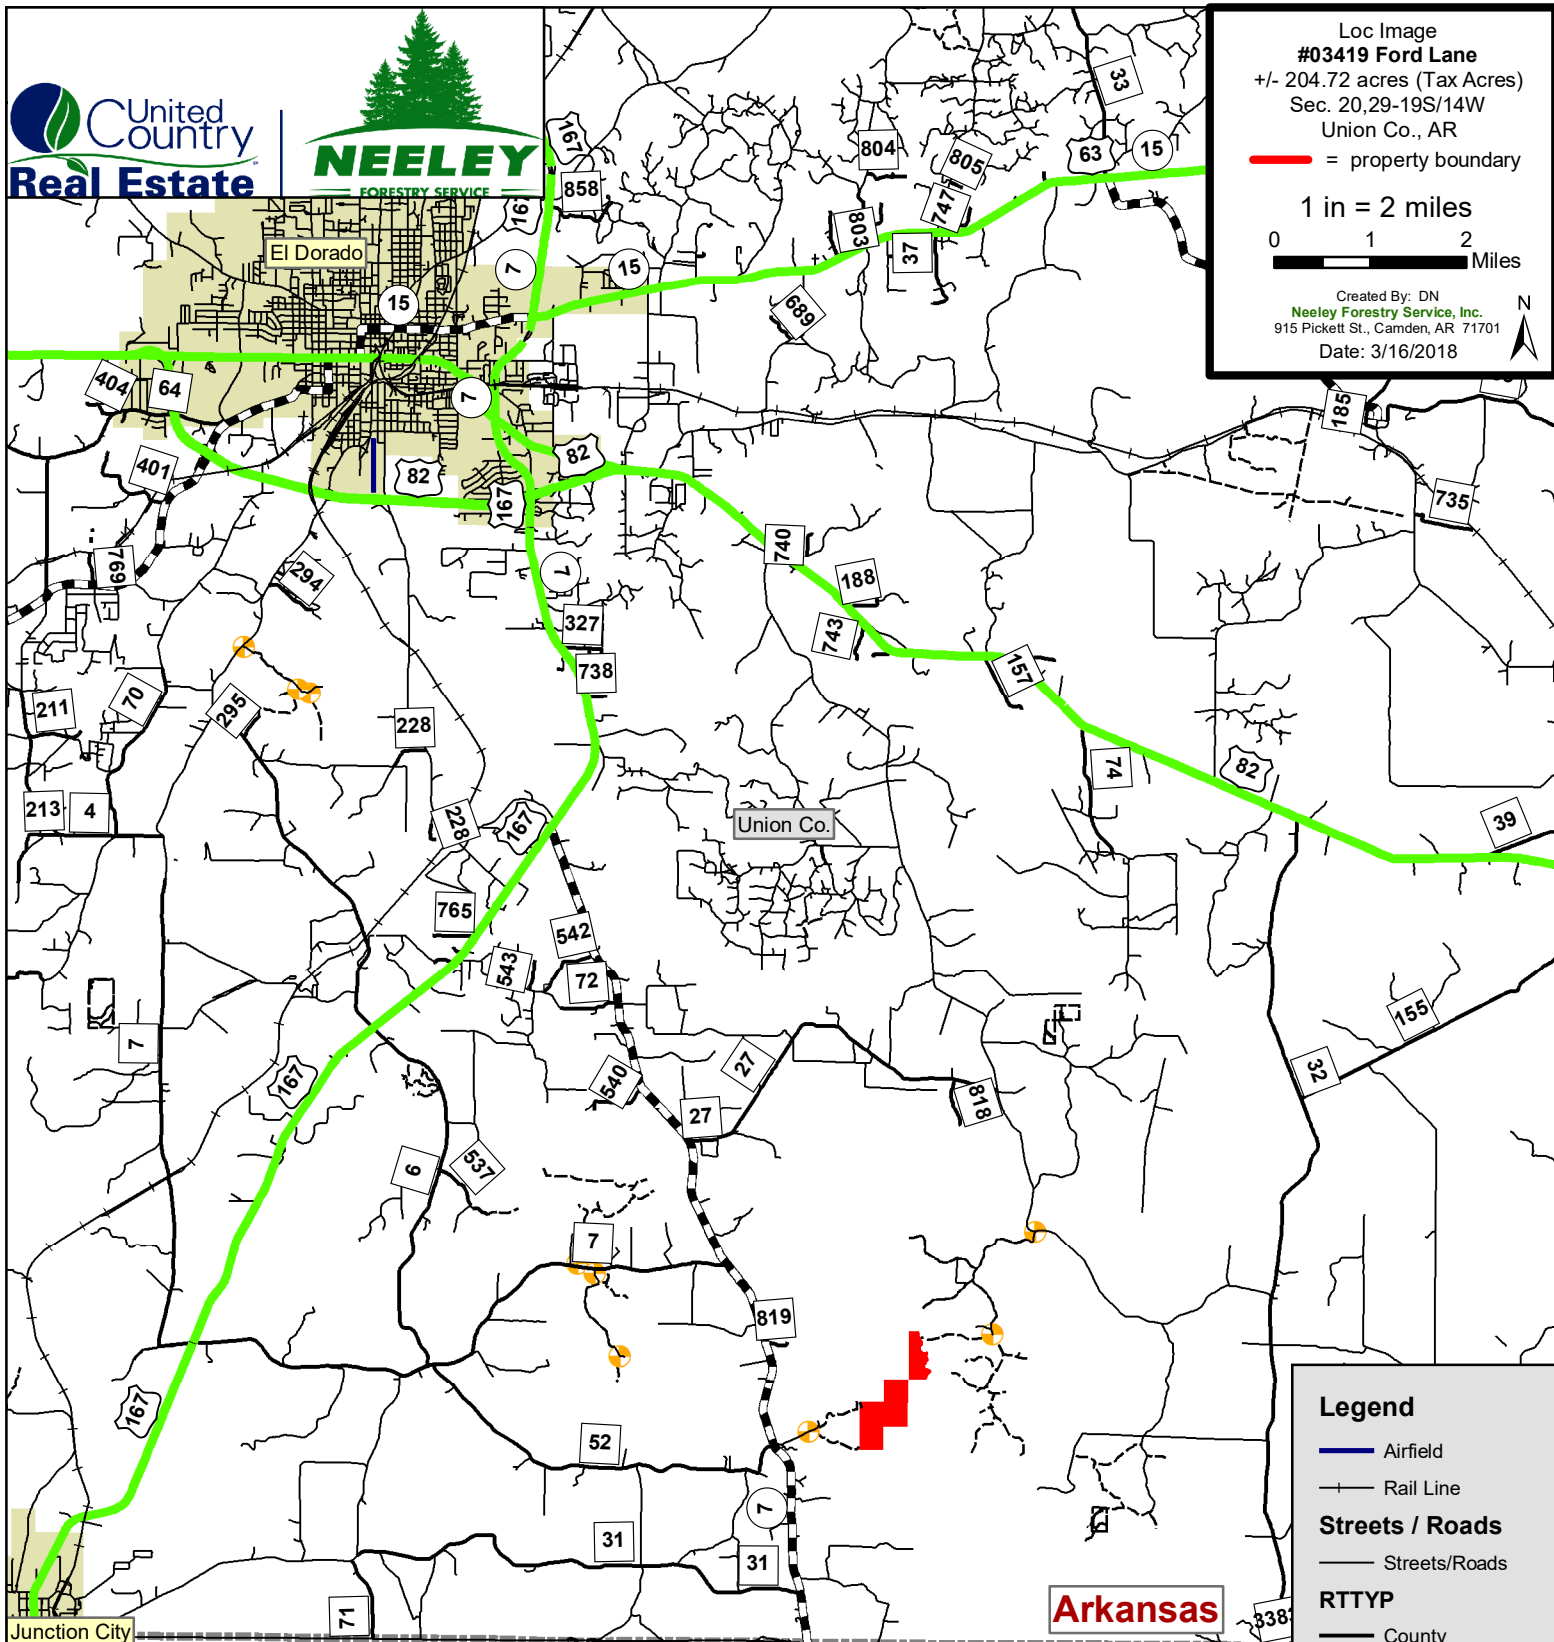 United
Country
Real Estate
NEELEY
FORESTRY SERVICE
Loc Image
#03419 Ford Lane
+/- 204.72 acres (Tax Acres)
Sec. 20,29-19S/14W
Union Co., AR
= property boundary
1 in = 2 miles
0 1 2
Miles
Created By: DN
Neeley Forestry Service, Inc.
915 Pickett St., Camden, AR 71701
Date: 3/16/2018
N
33
167
804
805
63
15
858
167
747
803
37
El Dorado
7
15
15
689
404
64
7
185
401
82
82
167
735
740
697
294
7
188
327
743
738
157
211
70
295
228
74
82
213
4
228
167
Union Co.
39
765
542
543
72
155
7
167
540
27
32
818
27
6
537
7
819
167
52
7
31
31
71
Arkansas
338
Junction City
Legend
Airfield
Rail Line
Streets / Roads
Streets/Roads
RTTYP
County